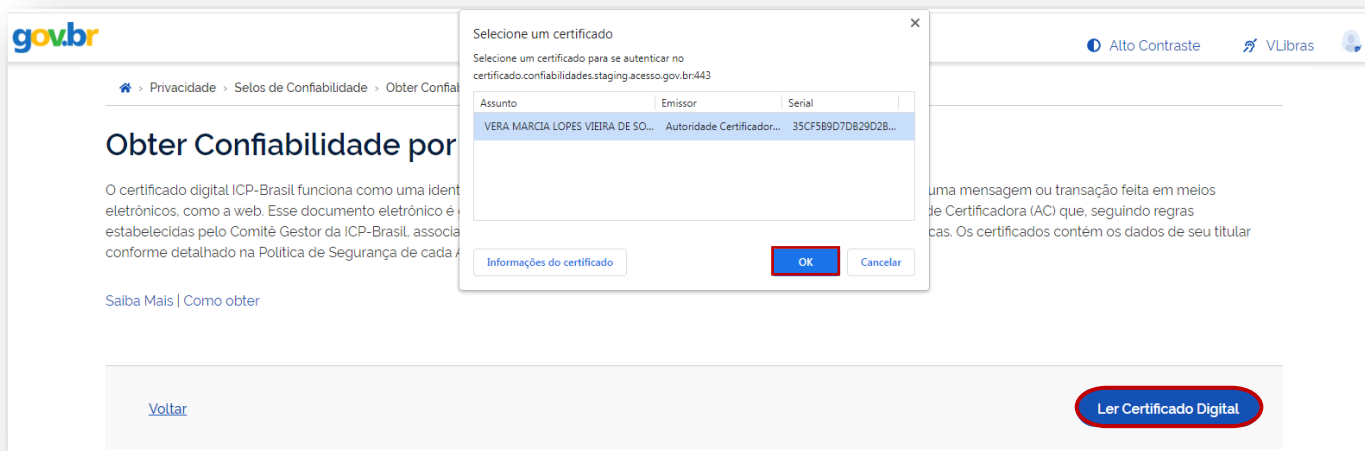 gov.br
Alto Contraste
VLibras
Privacidade > Selos de Confiabilidade > Obter Confia
Selecione um certificado
Selecione um certificado para se autenticar no
certificado.confiabilidades.staging.acesso.gov.br:443
Assunto Emissor Serial
VERA MARCIA LOPES VIEIRA DE SO... Autoridade Certificador... 35CF5B9D7DB29D2B...
Informações do certificado
OK
Cancelar
Obter Confiabilidade por
O certificado digital ICP-Brasil funciona como uma ident uma mensagem ou transação feita em meios
eletrônicos, como a web. Esse documento eletrônico é de Certificadora (AC) que, seguindo regras
estabelecidas pelo Comitê Gestor da ICP-Brasil, associa cas. Os certificados contém os dados de seu titular
conforme detalhado na Política de Segurança de cada
Saiba Mais | Como obter
Voltar
Ler Certificado Digital